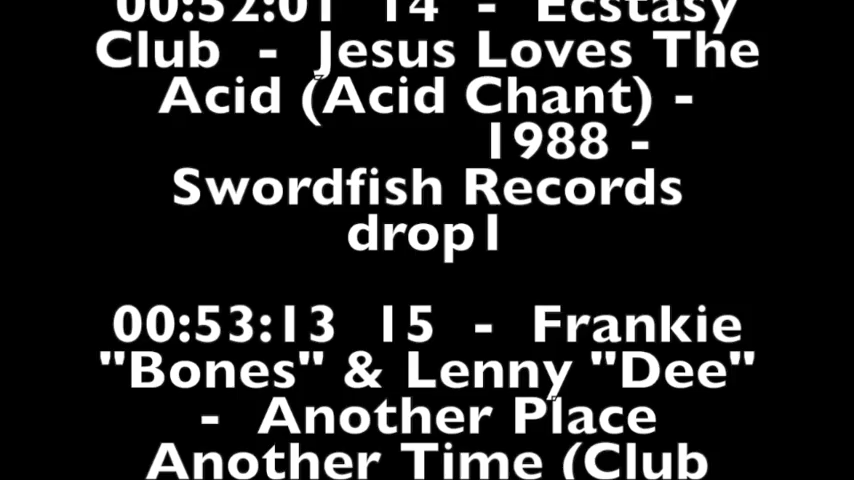 00:52:01 14 - Ecstasy
Club - Jesus Loves The
Acid (Acid Chant) -
1988 -
Swordfish Records
drop1
00:53:13 15 - Frankie
"Bones" & Lenny "Dee"
- Another Place
Another Time (Club